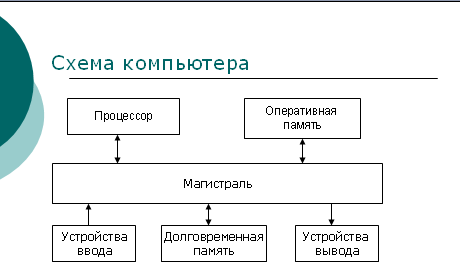 Схема компьютера
Процессор
Оперативная
память
Магистраль
Устройства
ввода
Долговременная
память
Устройства
вывода